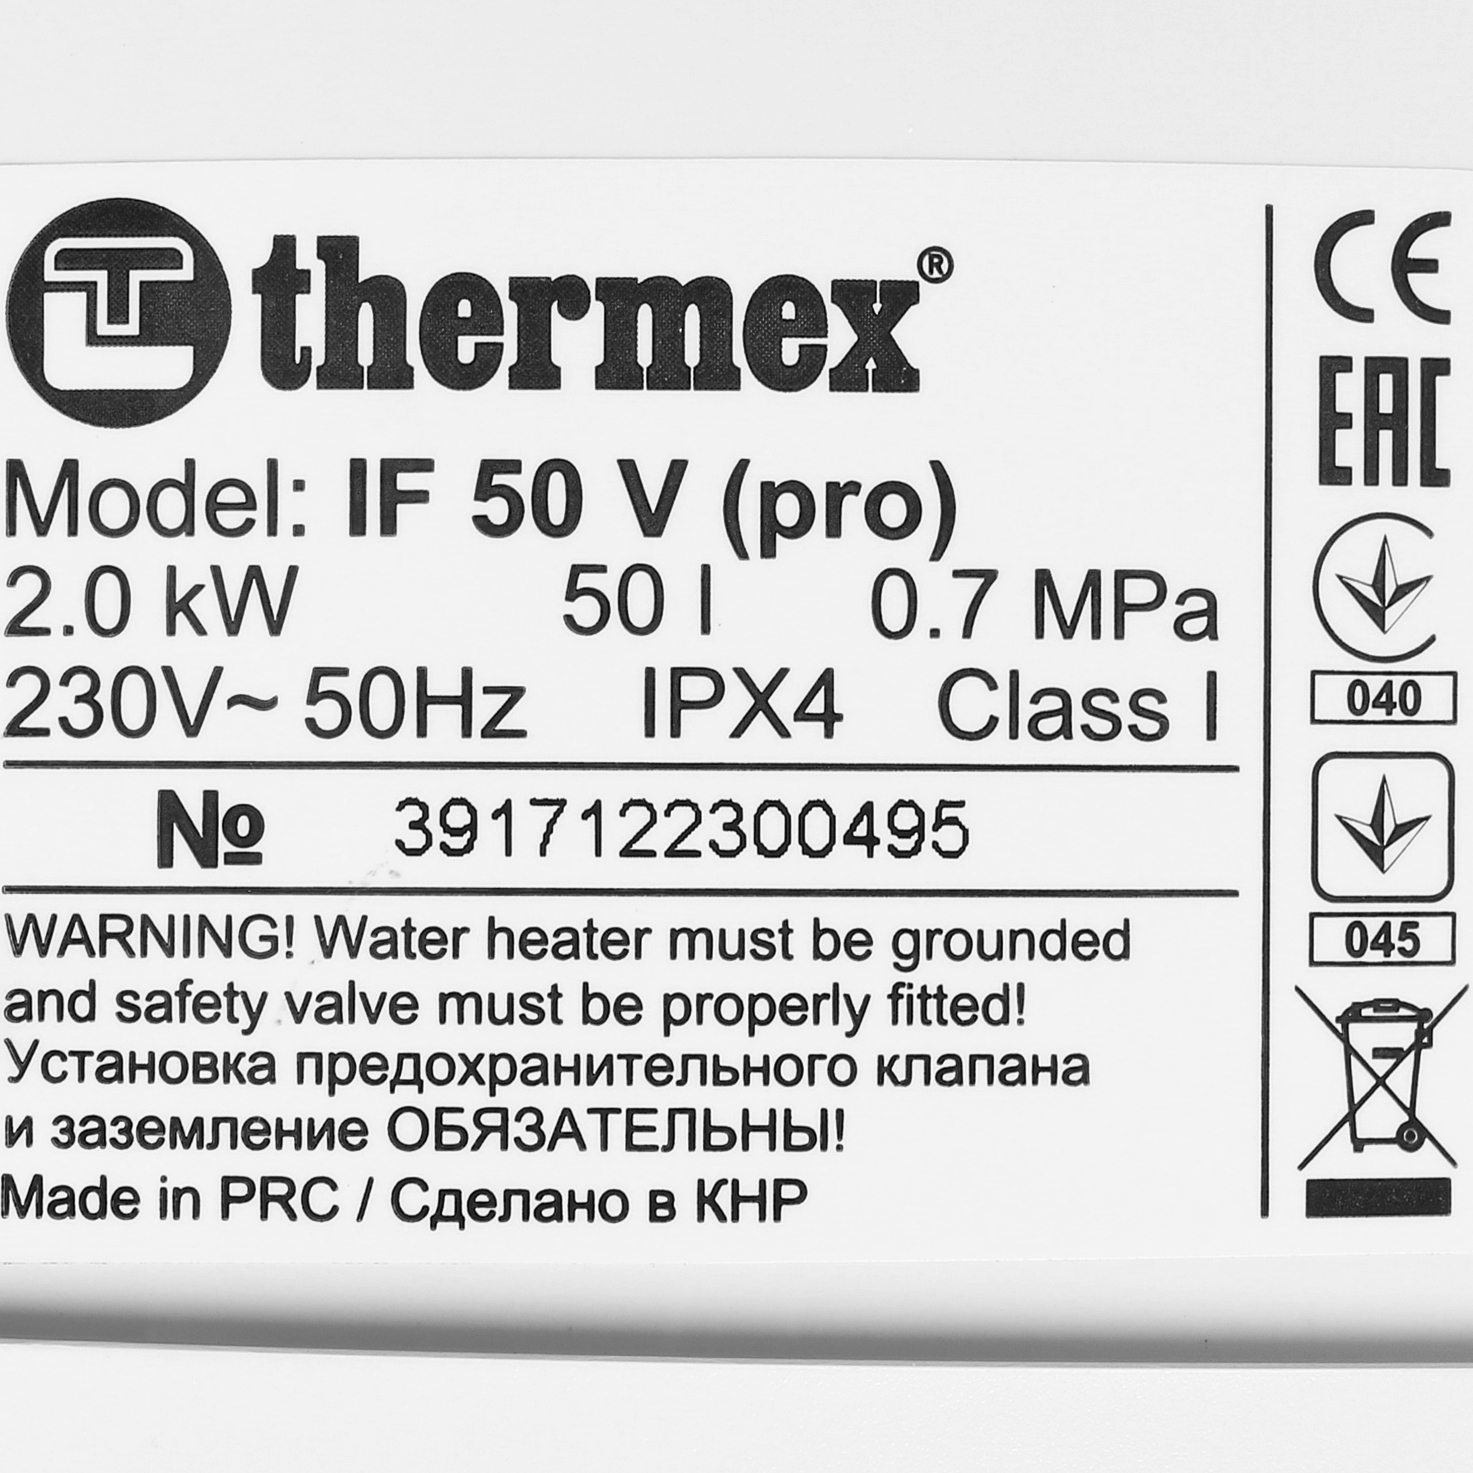 thermex®
Model: IF 50 V (pro)
2.0 kW 50 l 0.7 MPa
230V~ 50Hz IPX4 Class I
№ 3917122300495
WARNING! Water heater must be grounded
and safety valve must be properly fitted!
Установка предохранительного клапана
и заземление ОБЯЗАТЕЛЬНЫ!
Made in PRC / Сделано в КНР
CE
EAC
040
045